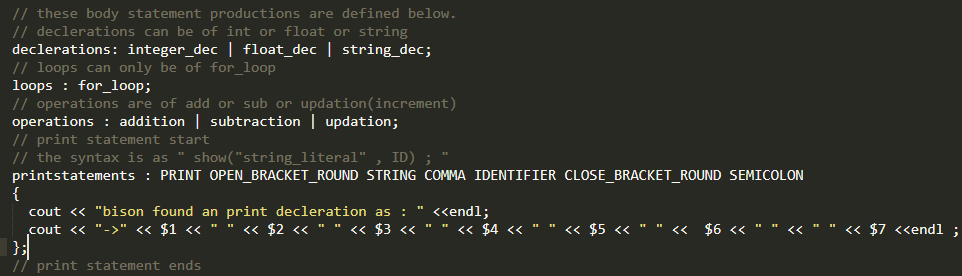 // these body statement productions are defined below.
// declerations can be of int or float or string
declerations: integer_dec | float_dec | string_dec;
// loops can only be of for_loop
loops : for_loop;
// operations are of add or sub or updation(increment)
operations : addition | subtraction | updation;
// print statement start
// the syntax is as " show("string_literal" , ID) ; "
printstatements : PRINT OPEN_BRACKET_ROUND STRING COMMA IDENTIFIER CLOSE_BRACKET_ROUND SEMICOLON
{
  cout << "bison found an print decleration as : " <<endl;
  cout << "->" << $1 << " " << $2 << " " << $3 << " " << $4 << " " << $5 << " " <<  $6 << " " << " " << $7 <<endl ;
};
// print statement ends